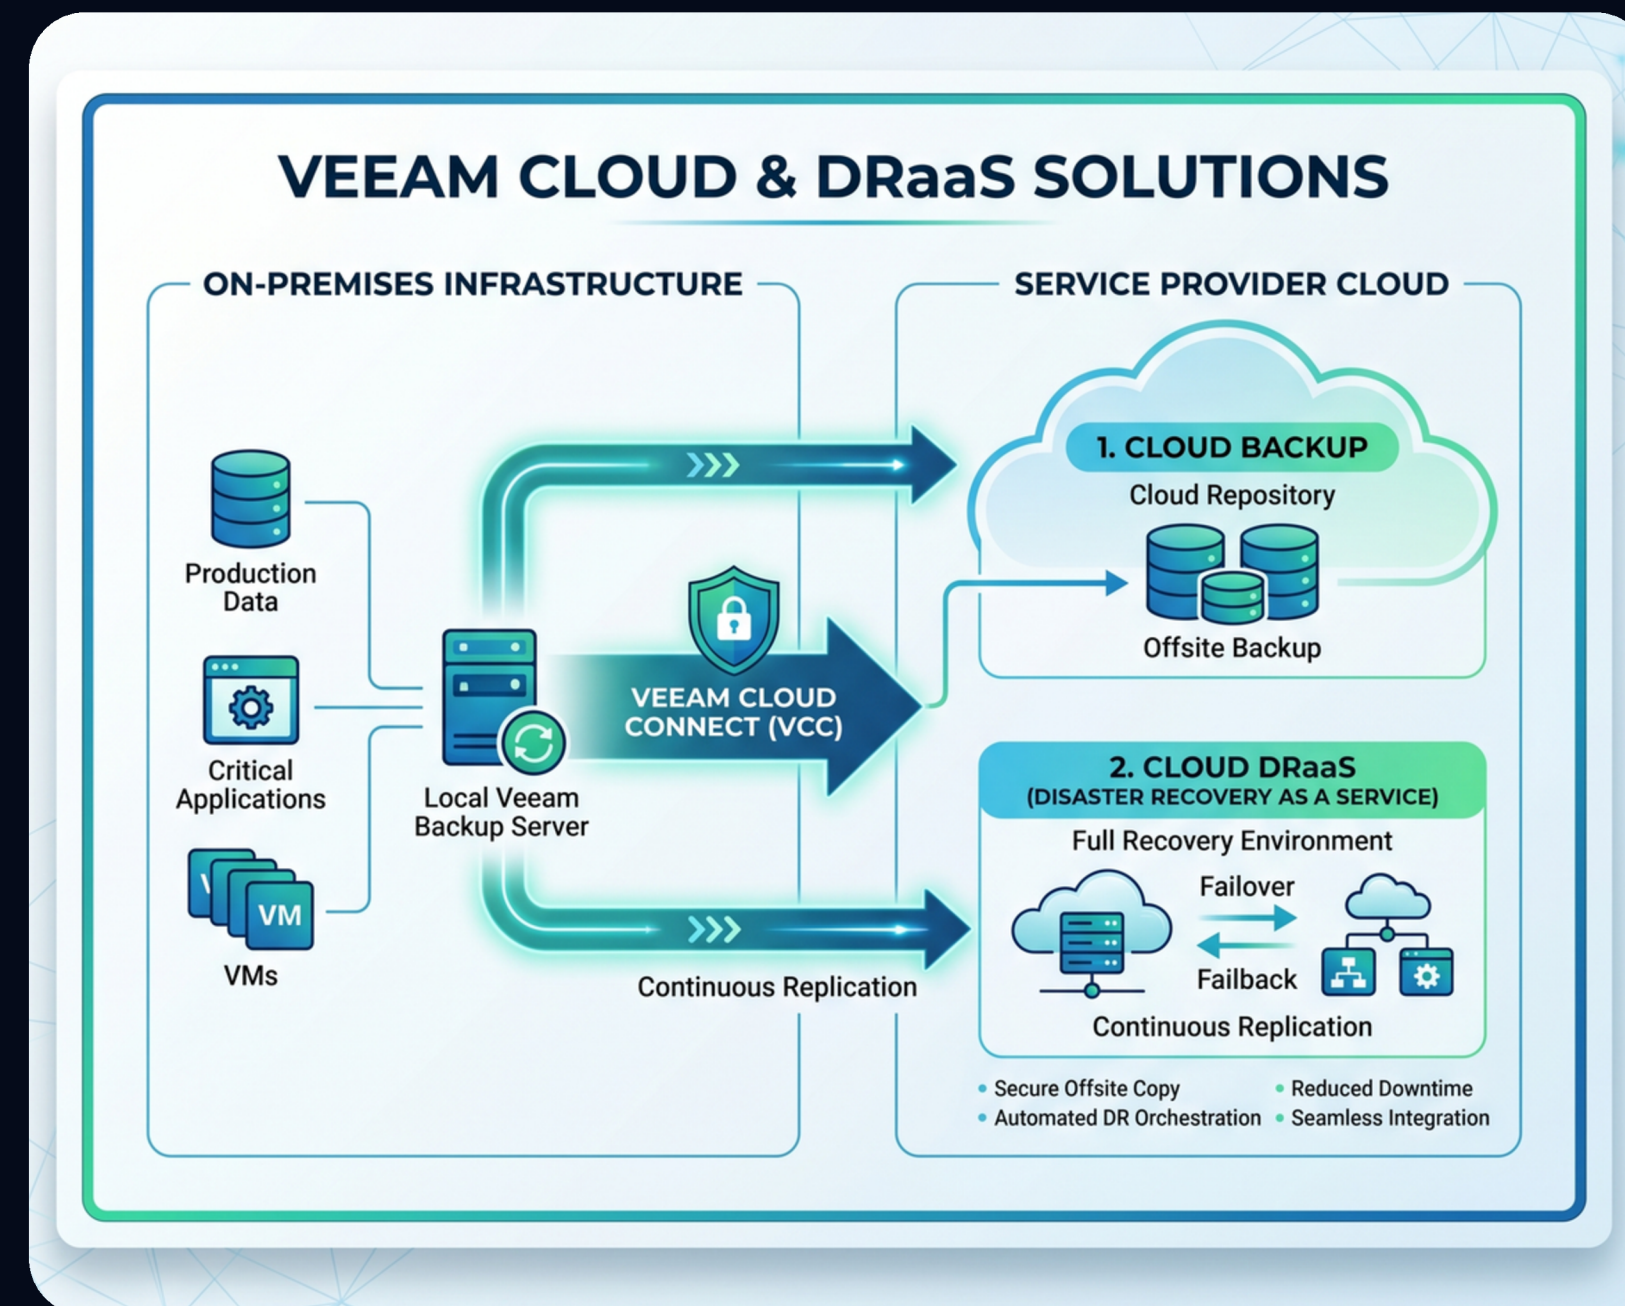 VEEAM CLOUD & DRaaS SOLUTIONS
ON-PREMISES INFRASTRUCTURE
Production
Data
Critical
Applications
VM
VMs
Local Veeam
Backup Server
VEEAM CLOUD
CONNECT (VCC)
Continuous Replication
SERVICE PROVIDER CLOUD
1. CLOUD BACKUP
Cloud Repository
Offsite Backup
2. CLOUD DRaaS
(DISASTER RECOVERY AS A SERVICE)
Full Recovery Environment
Failover
Failback
Continuous Replication
• Secure Offsite Copy
• Automated DR Orchestration
• Reduced Downtime
• Seamless Integration